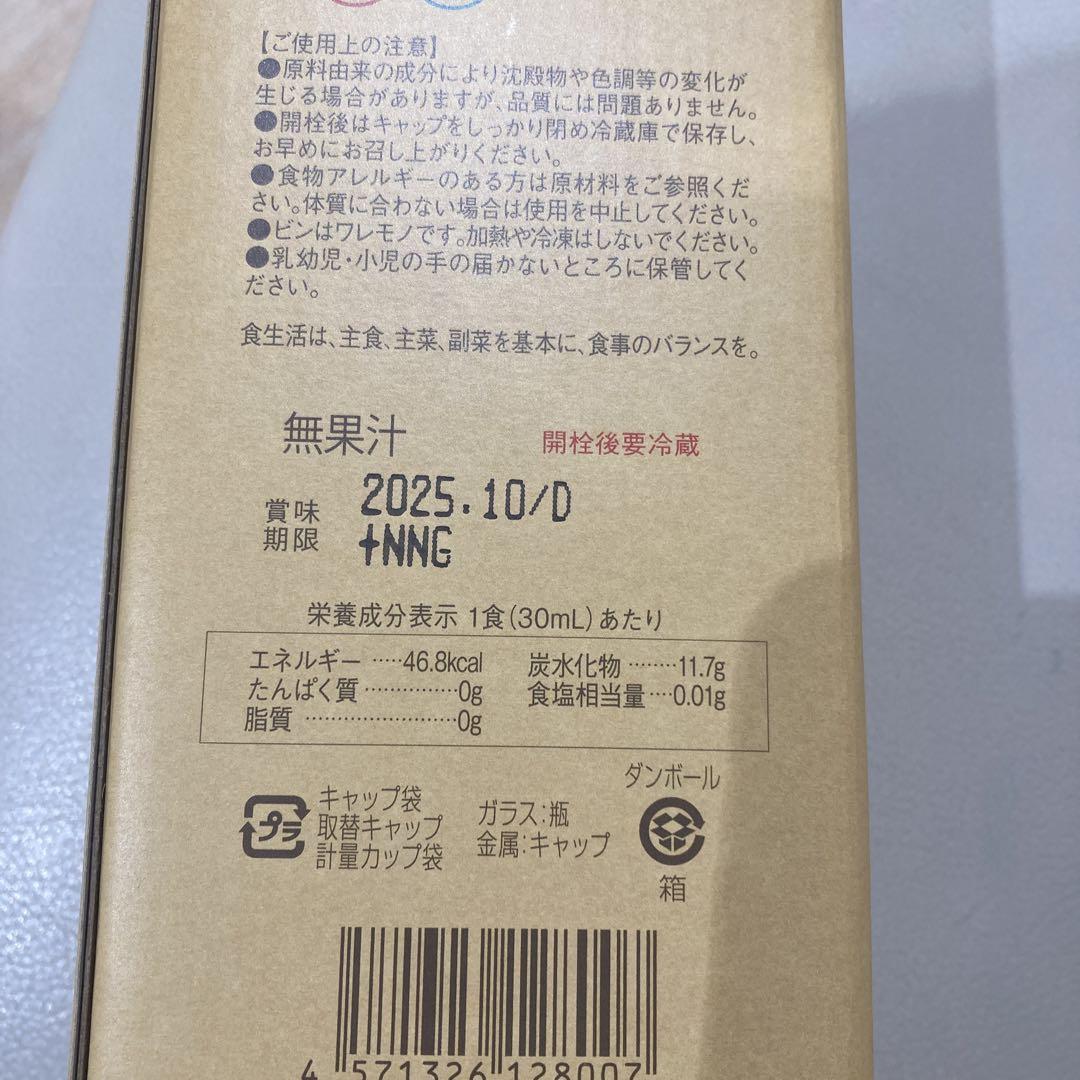 【ご使用上の注意】
●原料由来の成分により沈殿物や色調等の変化が
生じる場合がありますが、品質には問題ありません。
●開栓後はキャップをしっかり閉め冷蔵庫で保存し、
お早めにお召し上がりください。
●食物アレルギーのある方は原材料をご参照くだ
さい。体質に合わない場合は使用を中止してください。
●ビンはワレモノです。加熱や冷凍はしないでください。
●乳幼児・小児の手の届かないところに保管してく
ださい。
食生活は、主食、主菜、副菜を基本に、食事のバランスを。
無果汁
開栓後要冷蔵
賞味
期限
2025.10/D
+NNG
栄養成分表示 1食(30mL)あたり
エネルギー ‥‥‥46.8kcal
たんぱく質 ‥‥‥‥‥‥‥0g
脂質 ‥‥‥‥‥‥‥‥‥‥‥0g
炭水化物 ‥‥‥‥11.7g
食塩相当量 ‥‥0.01g
プラ
キャップ袋
取替キャップ
計量カップ袋
ガラス:瓶
金属:キャップ
ダンボール
箱
4 571326 128007